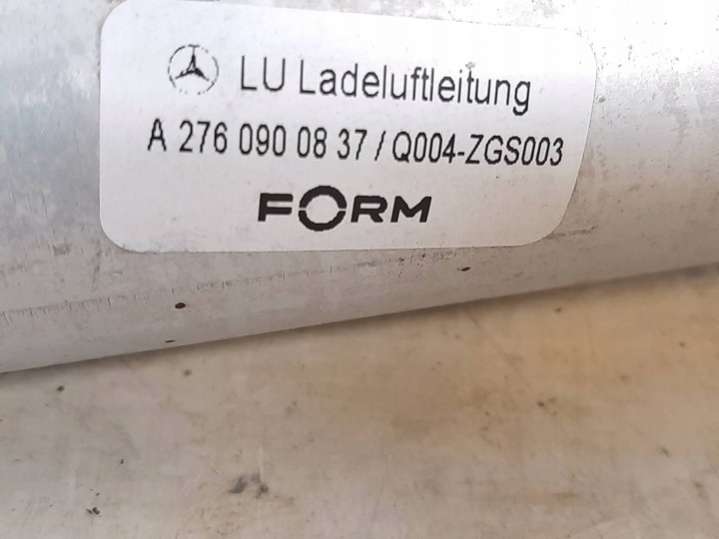 LU Ladeluftleitung
A 276 090 08 37 / Q004-ZGS003
FORM